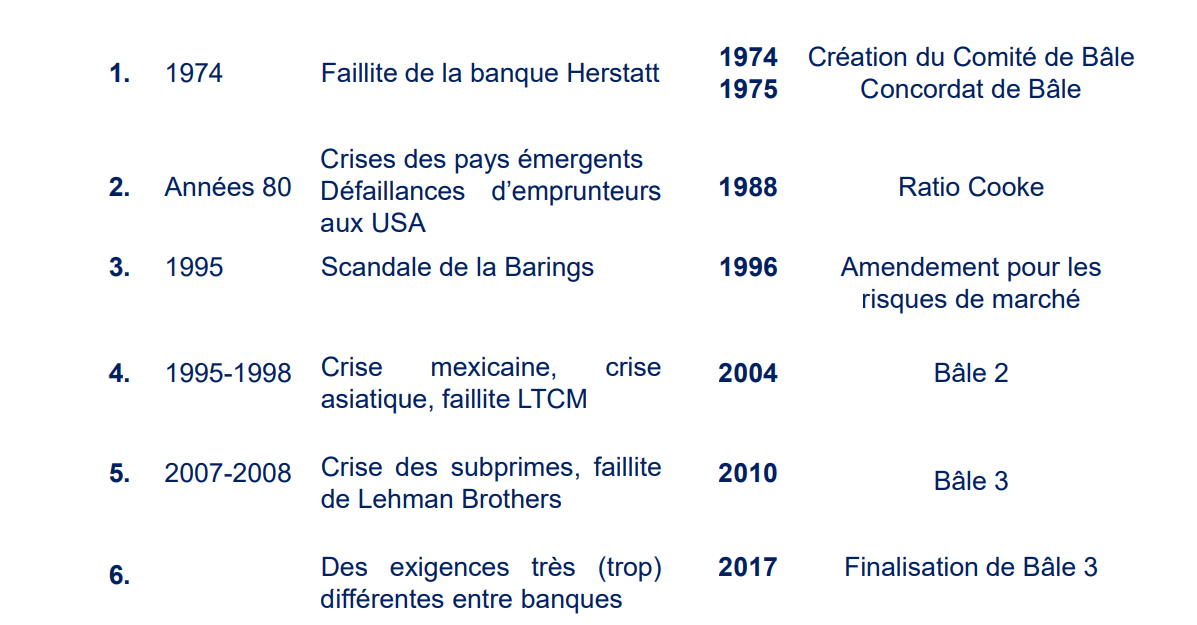 1. 1974 Faillite de la banque Herstatt 1974 Création du Comité de Bâle
1975 Concordat de Bâle
Crises des pays émergents
2. Années 80 Défaillances d’emprunteurs 1988 Ratio Cooke
aux USA
3. 1995 Scandale de la Barings 1996 Amendement pour les
risques de marché
4. 1995-1998 Crise mexicaine, crise 2004 Bâle 2
asiatique, faillite LTCM
5. 2007-2008 Crise des subprimes, faillite 2010 Bâle 3
de Lehman Brothers
6. Des exigences très (trop) 2017 Finalisation de Bâle 3
différentes entre banques